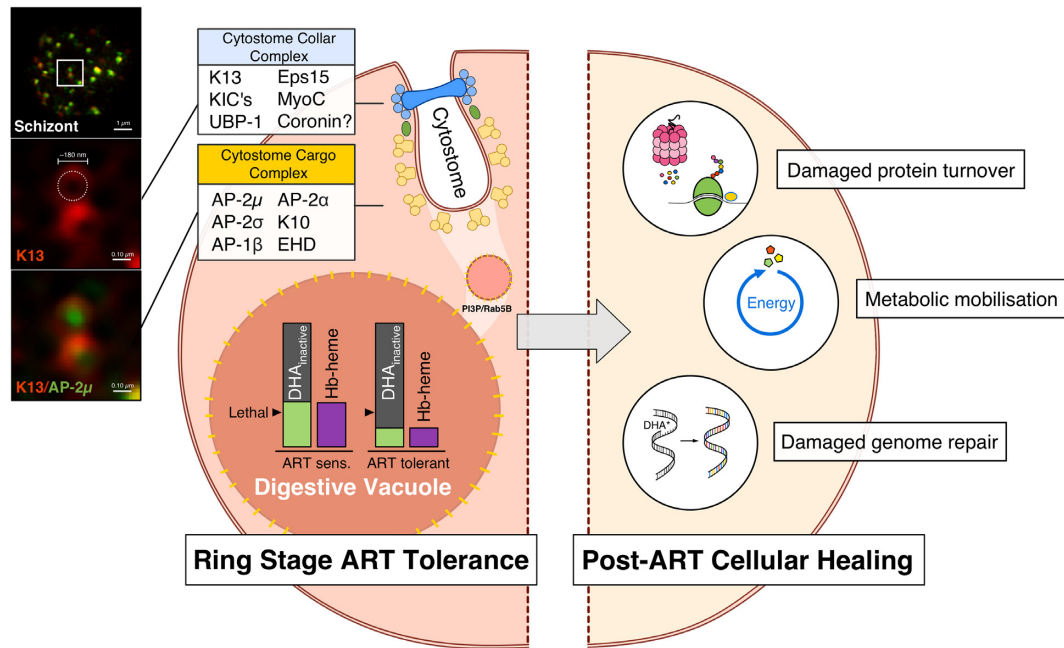 Schizont
1 µm
~180 nm
K13
0.10 µm
K13/AP-2µ
0.10 µm
Cytostome Collar
Complex
K13 Eps15
KIC's MyoC
UBP-1 Coronin?
Cytostome Cargo
Complex
AP-2µ AP-2α
AP-2σ K10
AP-1β EHD
Cytostome
PI3P/Rab5B
DHAinactive
Hb-heme
DHAinactive
Hb-heme
Lethal
ART sens. ART tolerant
Digestive Vacuole
Ring Stage ART Tolerance
Damaged protein turnover
Energy
Metabolic mobilisation
DHA*
Damaged genome repair
Post-ART Cellular Healing